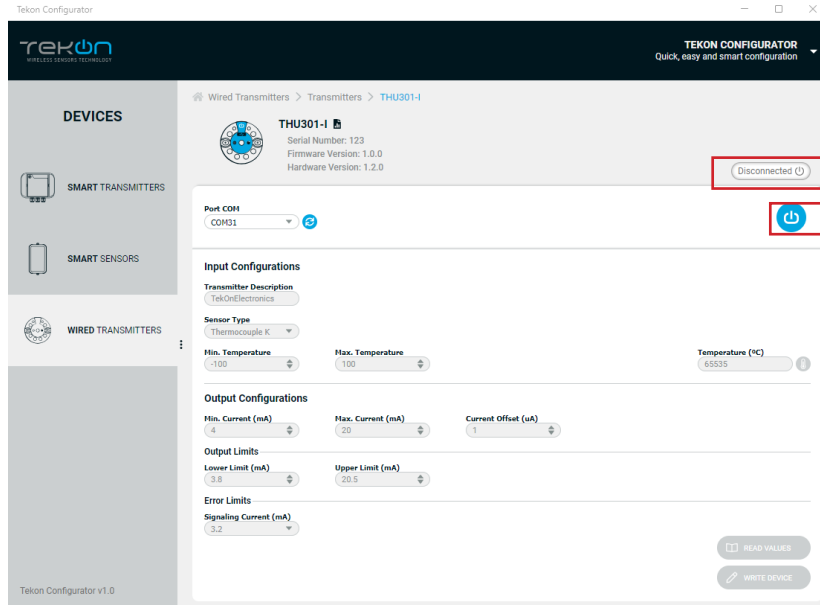 Tekon Configurator
TEKON
WIRELESS SENSORS TECHNOLOGY
TEKON CONFIGURATOR
Quick, easy and smart configuration
DEVICES
SMART TRANSMITTERS
SMART SENSORS
WIRED TRANSMITTERS
Tekon Configurator v1.0
Wired Transmitters > Transmitters > THU301-I
THU301-I
Serial Number: 123
Firmware Version: 1.0.0
Hardware Version: 1.2.0
Disconnected
Port COM
COM31
Input Configurations
Transmitter Description
TekOnElectronics
Sensor Type
Thermocouple K
Min. Temperature Max. Temperature Temperature (ºC)
-100 100 65535
Output Configurations
Min. Current (mA) Max. Current (mA) Current Offset (uA)
4 20 1
Output Limits
Lower Limit (mA) Upper Limit (mA)
3.8 20.5
Error Limits
Signaling Current (mA)
3.2
READ VALUES
WRITE DEVICE